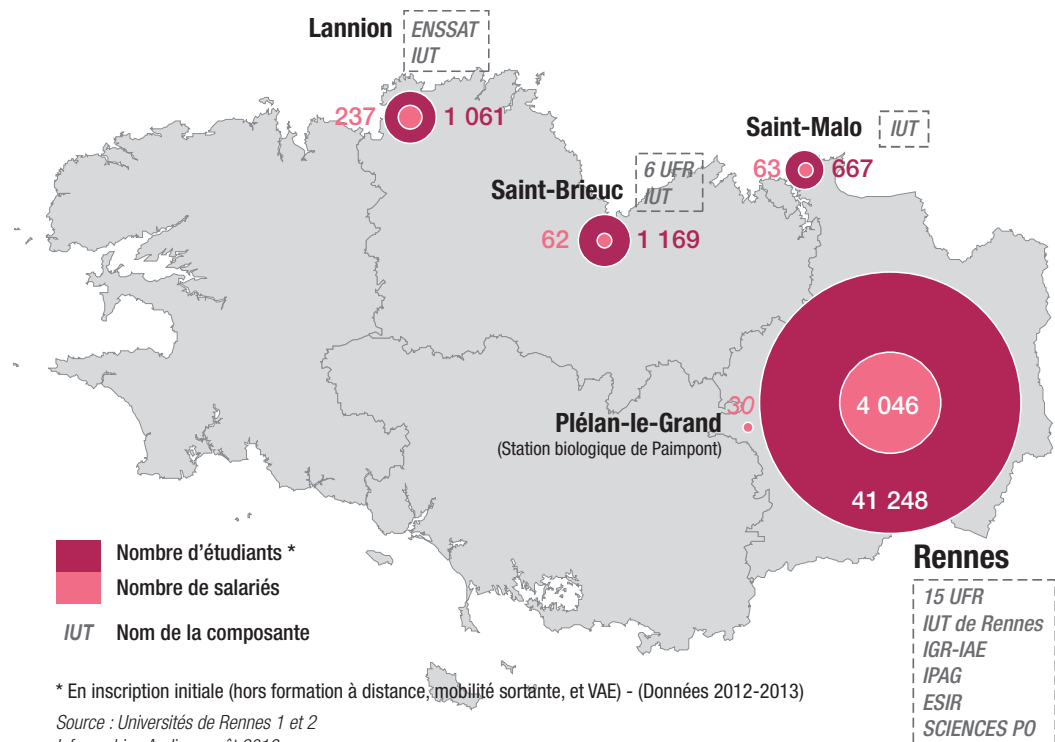 Lannion
ENSSAT
IUT
237
1 061
Saint-Malo
IUT
63
667
Saint-Brieuc
6 UFR
IUT
62
1 169
30
Plélan-le-Grand
(Station biologique de Paimpont)
4 046
41 248
Rennes
15 UFR
IUT de Rennes
IGR-IAE
IPAG
ESIR
SCIENCES PO
Nombre d'étudiants *
Nombre de salariés
IUT Nom de la composante
* En inscription initiale (hors formation à distance, mobilité sortante, et VAE) - (Données 2012-2013)
Source : Universités de Rennes 1 et 2